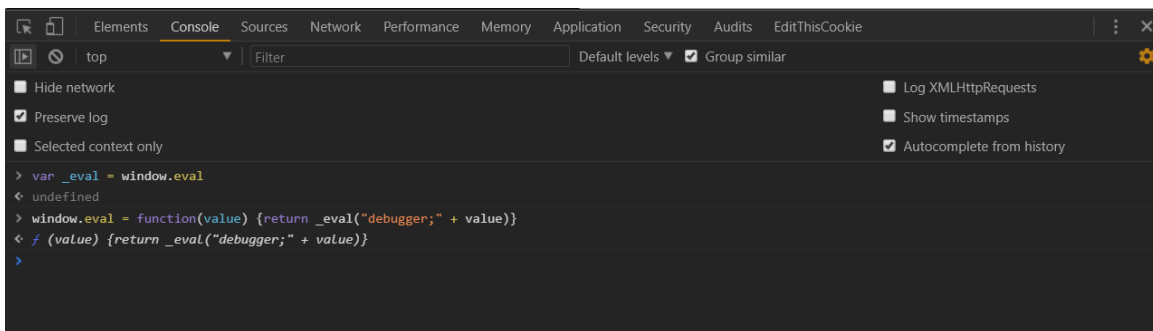 Elements Console Sources Network Performance Memory Application Security Audits EditThisCookie
top Filter Default levels Group similar
Hide network Log XMLHttpRequests
Preserve log Show timestamps
Selected context only Autocomplete from history
> var _eval = window.eval
< undefined
> window.eval = function(value) {return _eval("debugger;" + value)}
< ƒ (value) {return _eval("debugger;" + value)}
>